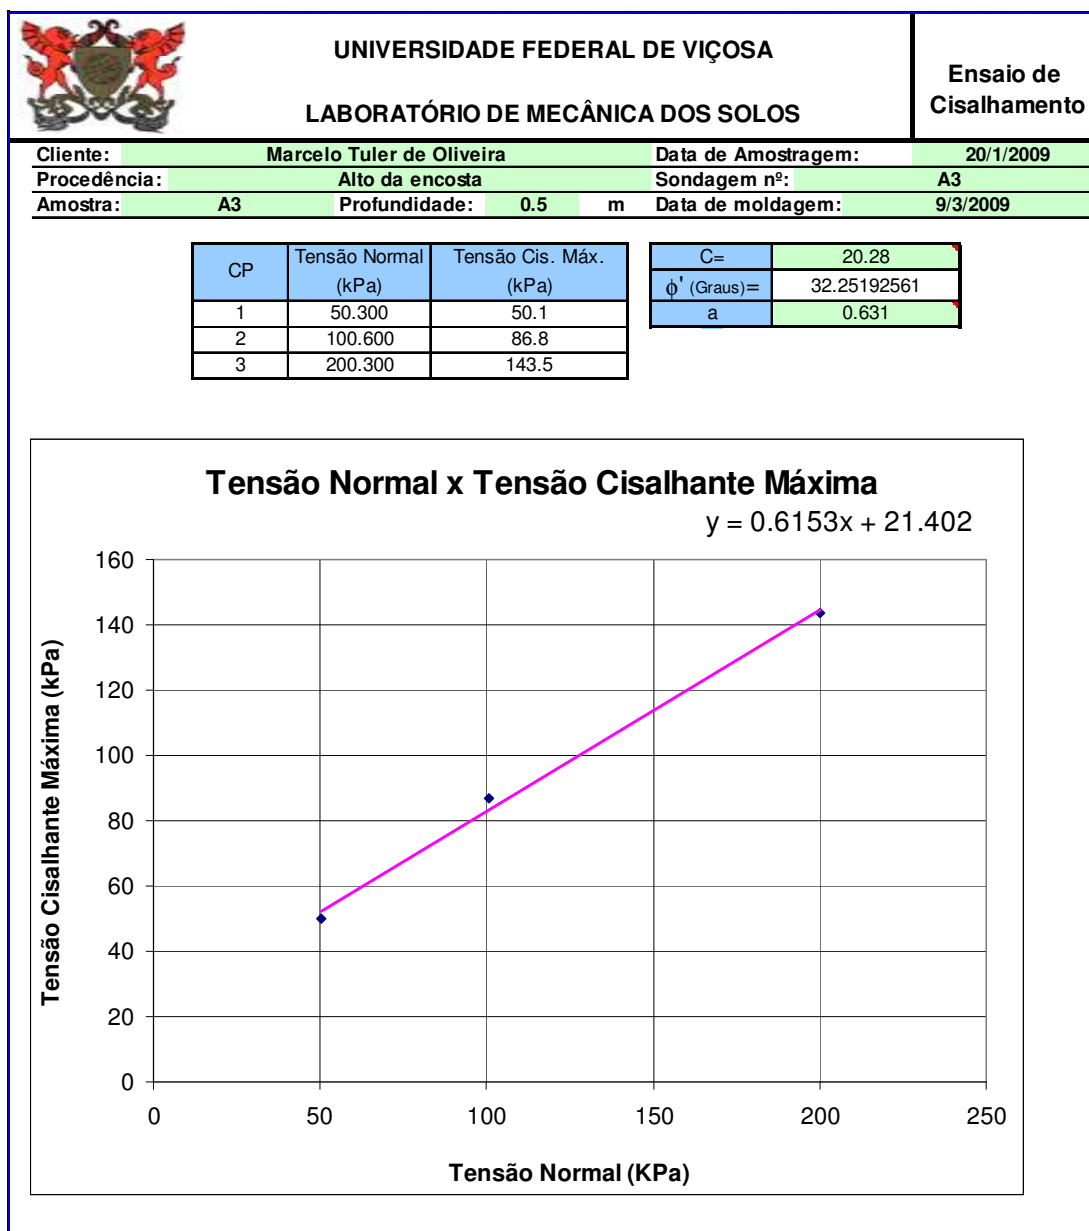 UNIVERSIDADE FEDERAL DE VIÇOSA
LABORATÓRIO DE MECÂNICA DOS SOLOS
Ensaio de
Cisalhamento
Cliente: Marcelo Tuler de Oliveira Data de Amostragem: 20/1/2009
Procedência: Alto da encosta Sondagem nº: A3
Amostra: A3 Profundidade: 0.5 m Data de moldagem: 9/3/2009
CP Tensão Normal (kPa) Tensão Cis. Máx. (kPa)
1 50.300 50.1
2 100.600 86.8
3 200.300 143.5
C= 20.28
ϕ' (Graus)= 32.25192561
a 0.631
Tensão Normal x Tensão Cisalhante Máxima
y = 0.6153x + 21.402
Tensão Cisalhante Máxima (kPa)
160
140
120
100
80
60
40
20
0
0 50 100 150 200 250
Tensão Normal (KPa)